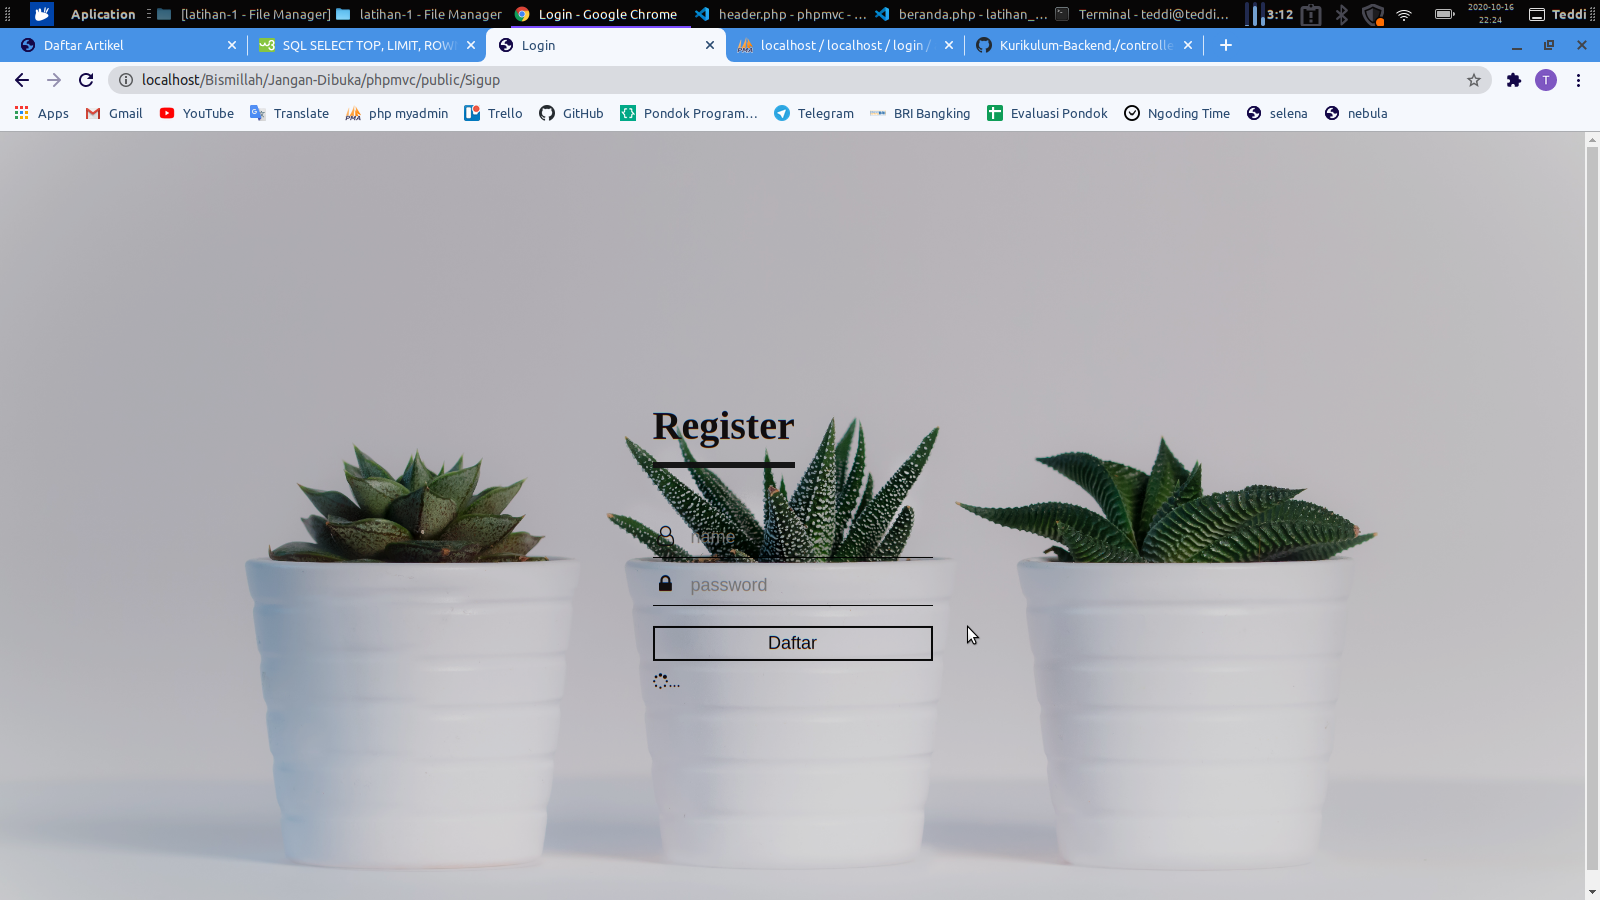 Aplication
[latihan-1 - File Manager]
latihan-1 - File Manager
Login - Google Chrome
header.php - phpmvc - ...
beranda.php - latihan_...
Terminal - teddi@teddi...
3:12
2020-10-16
22:24
Teddi
Daftar Artikel
SQL SELECT TOP, LIMIT, ROWN
Login
localhost / localhost / login /
Kurikulum-Backend./controlle
localhost/Bismillah/Jangan-Dibuka/phpmvc/public/Sigup
T
Apps
Gmail
YouTube
Translate
php myadmin
Trello
GitHub
Pondok Program...
Telegram
BRI Bangking
Evaluasi Pondok
Ngoding Time
selena
nebula
Register
name
password
Daftar
...